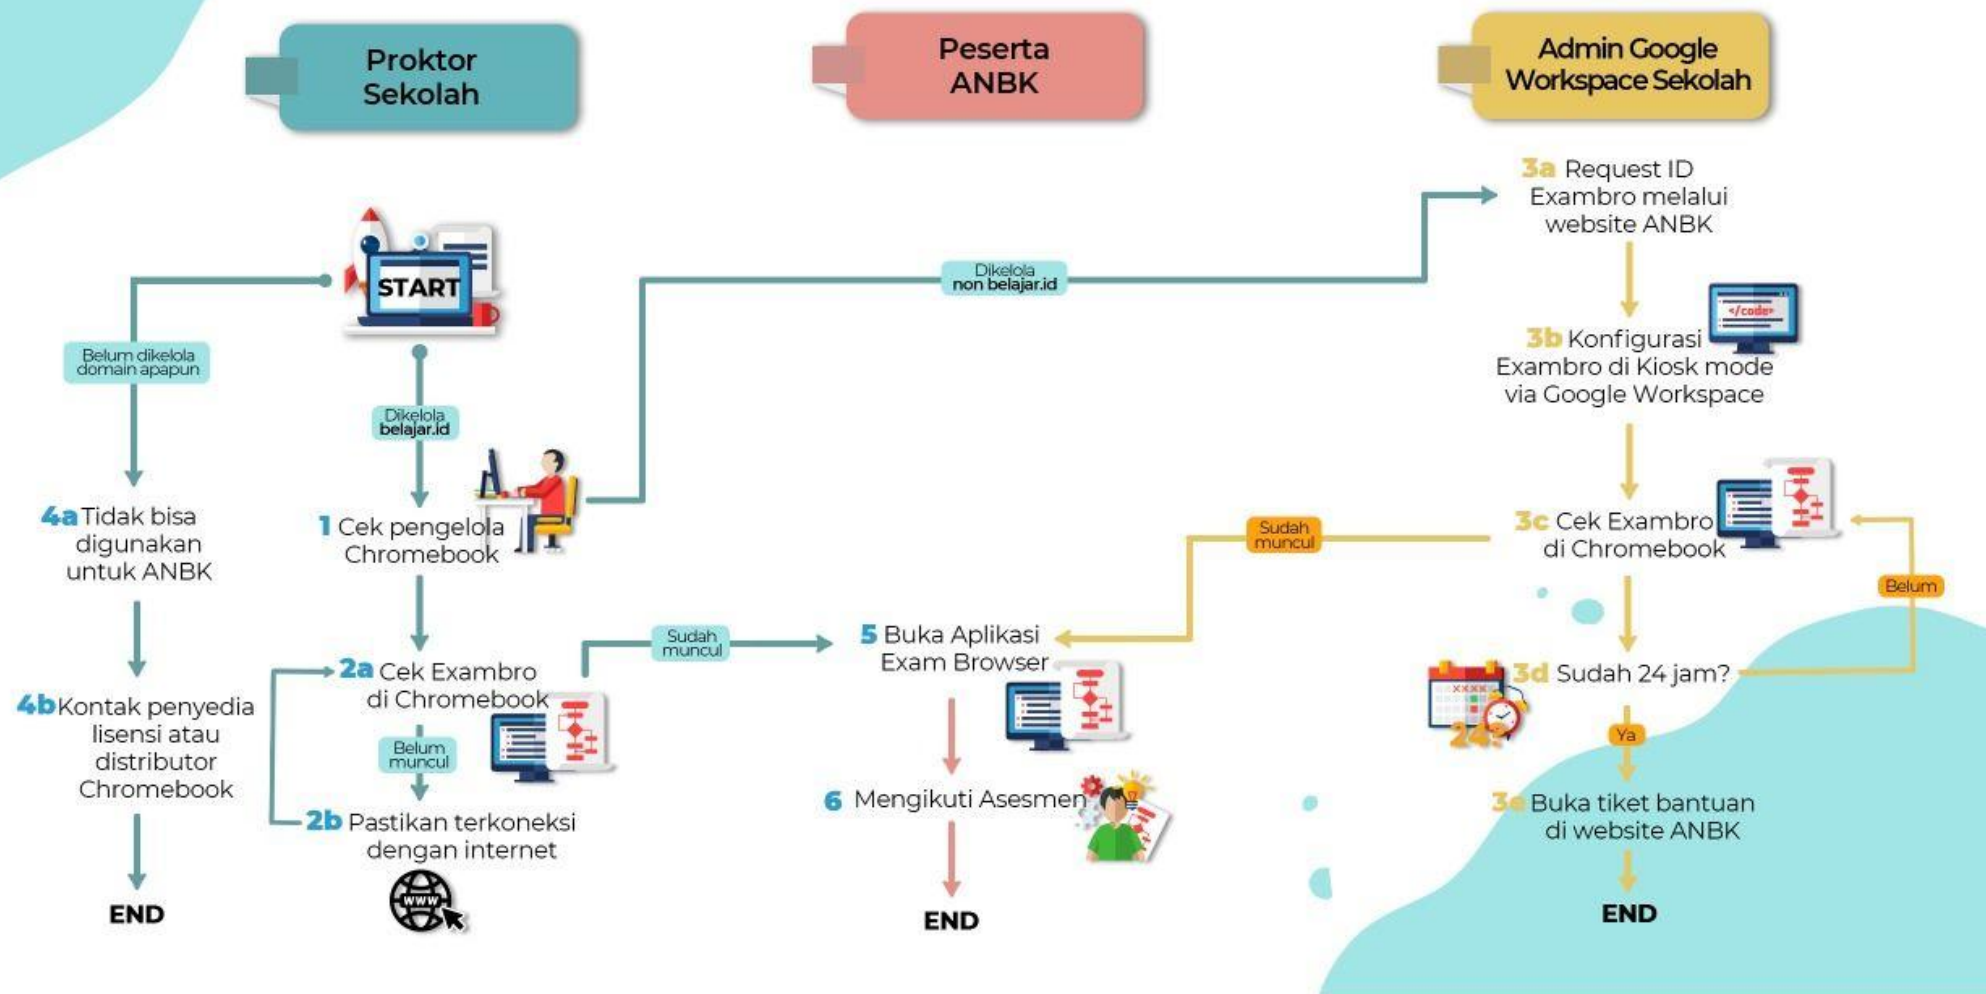 Proktor
Sekolah
Peserta
ANBK
Admin Google
Workspace Sekolah
START
Belum dikelola
domain apapun
Dikelola
belajar.id
Dikelola
non belajar.id
4a Tidak bisa
digunakan
untuk ANBK
4b Kontak penyedia
lisensi atau
distributor
Chromebook
END
1 Cek pengelola
Chromebook
2a Cek Exambro
di Chromebook
Belum
muncul
2b Pastikan terkoneksi
dengan internet
WWW
Sudah
muncul
5 Buka Aplikasi
Exam Browser
6 Mengikuti Asesmen
END
3a Request ID
Exambro melalui
website ANBK
</code>
3b Konfigurasi
Exambro di Kiosk mode
via Google Workspace
3c Cek Exambro
di Chromebook
Sudah
muncul
Belum
XXXX
24?
3d Sudah 24 jam?
Ya
3e Buka tiket bantuan
di website ANBK
END